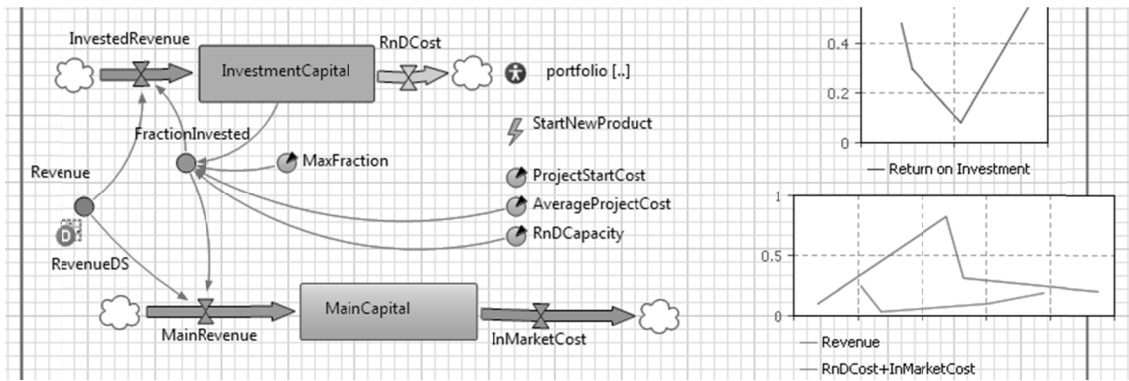 InvestedRevenue
RnDCost
InvestmentCapital
portfolio [..]
StartNewProduct
FractionInvested
MaxFraction
Revenue
ProjectStartCost
AverageProjectCost
RnDCapacity
D
RevenueDS
MainCapital
MainRevenue
InMarketCost
0.4
0.2
0
Return on Investment
1
0.5
0
Revenue
RnDCost+InMarketCost